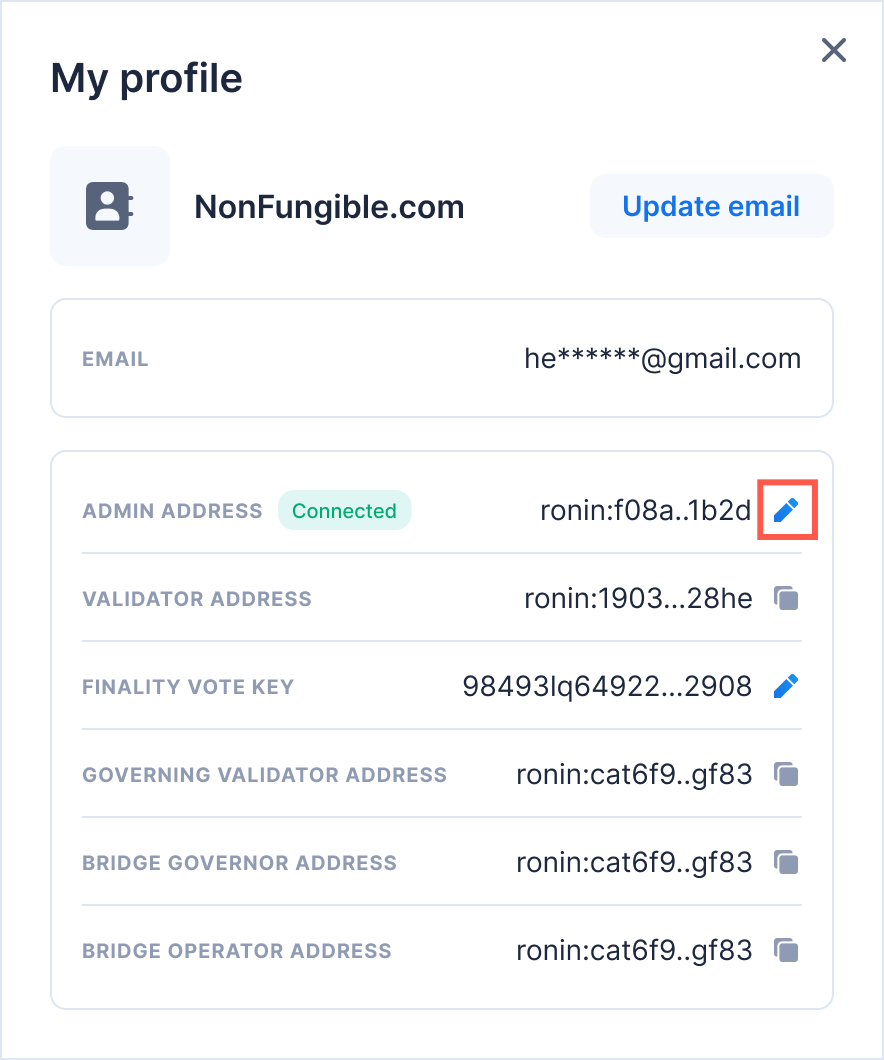 My profile
NonFungible.com
Update email
EMAIL he******@gmail.com
ADMIN ADDRESS Connected ronin:f08a..1b2d
VALIDATOR ADDRESS ronin:1903...28he
FINALITY VOTE KEY 98493lq64922...2908
GOVERNING VALIDATOR ADDRESS ronin:cat6f9..gf83
BRIDGE GOVERNOR ADDRESS ronin:cat6f9..gf83
BRIDGE OPERATOR ADDRESS ronin:cat6f9..gf83